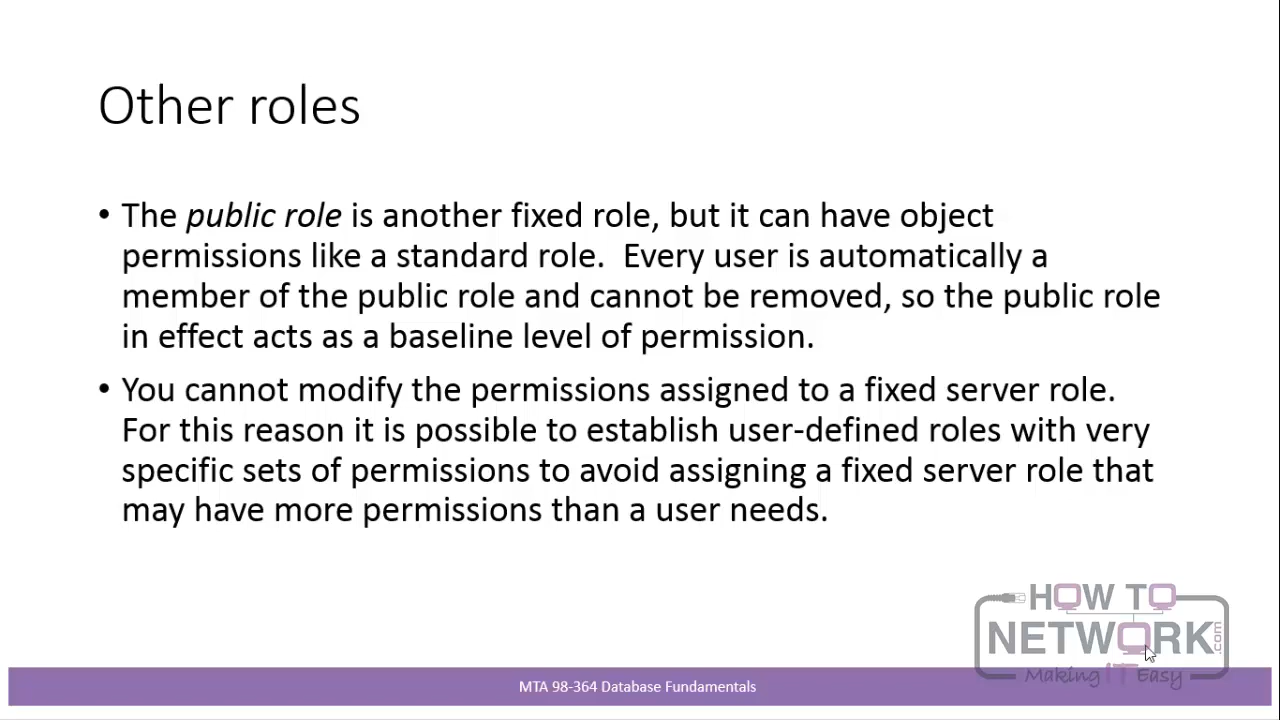 Other roles
• The public role is another fixed role, but it can have object
permissions like a standard role.  Every user is automatically a
member of the public role and cannot be removed, so the public role
in effect acts as a baseline level of permission.
• You cannot modify the permissions assigned to a fixed server role.
For this reason it is possible to establish user-defined roles with very
specific sets of permissions to avoid assigning a fixed server role that
may have more permissions than a user needs.
HOW TO
NETWORK.com
Making IT Easy
MTA 98-364 Database Fundamentals